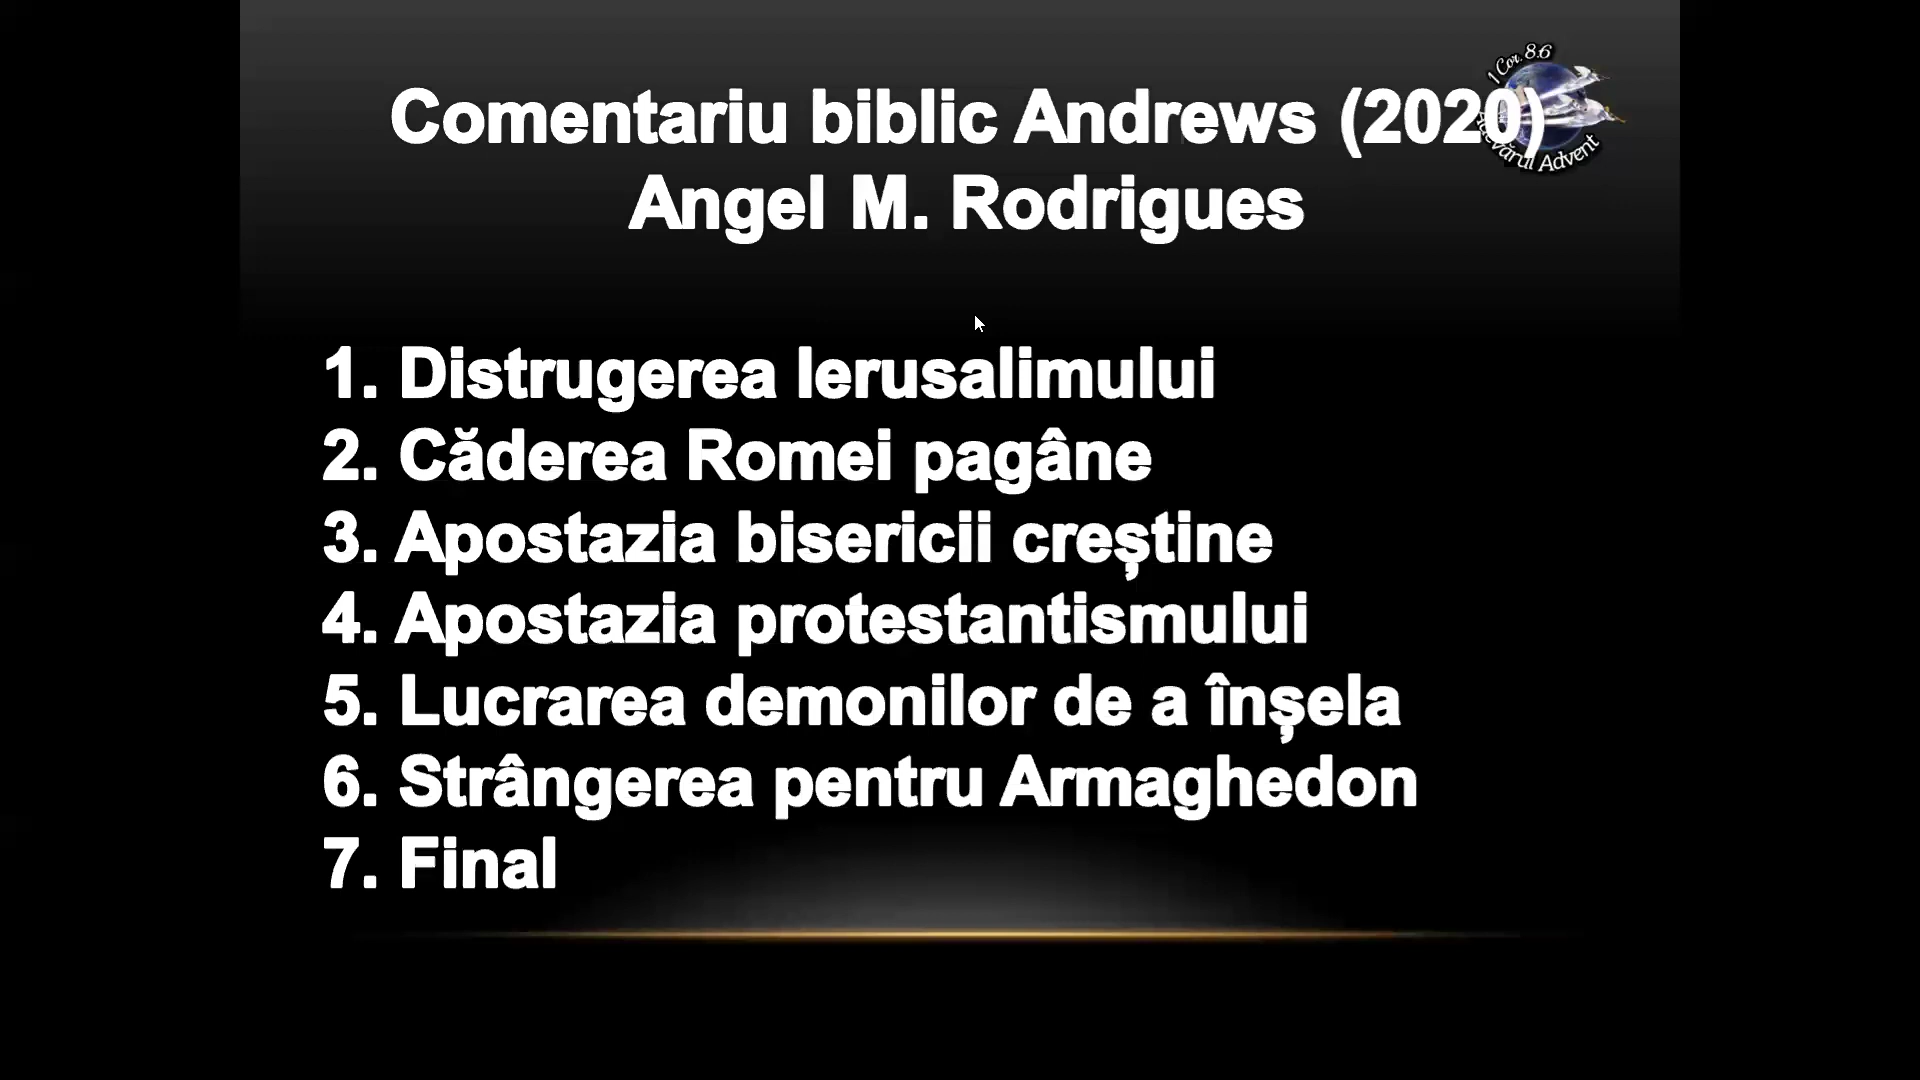 Comentariu biblic Andrews (2020)
Angel M. Rodrigues
1 Cor. 8:6
Adevărul Advent
1. Distrugerea Ierusalimului
2. Căderea Romei pagâne
3. Apostazia bisericii creștine
4. Apostazia protestantismului
5. Lucrarea demonilor de a înșela
6. Strângerea pentru Armaghedon
7. Final